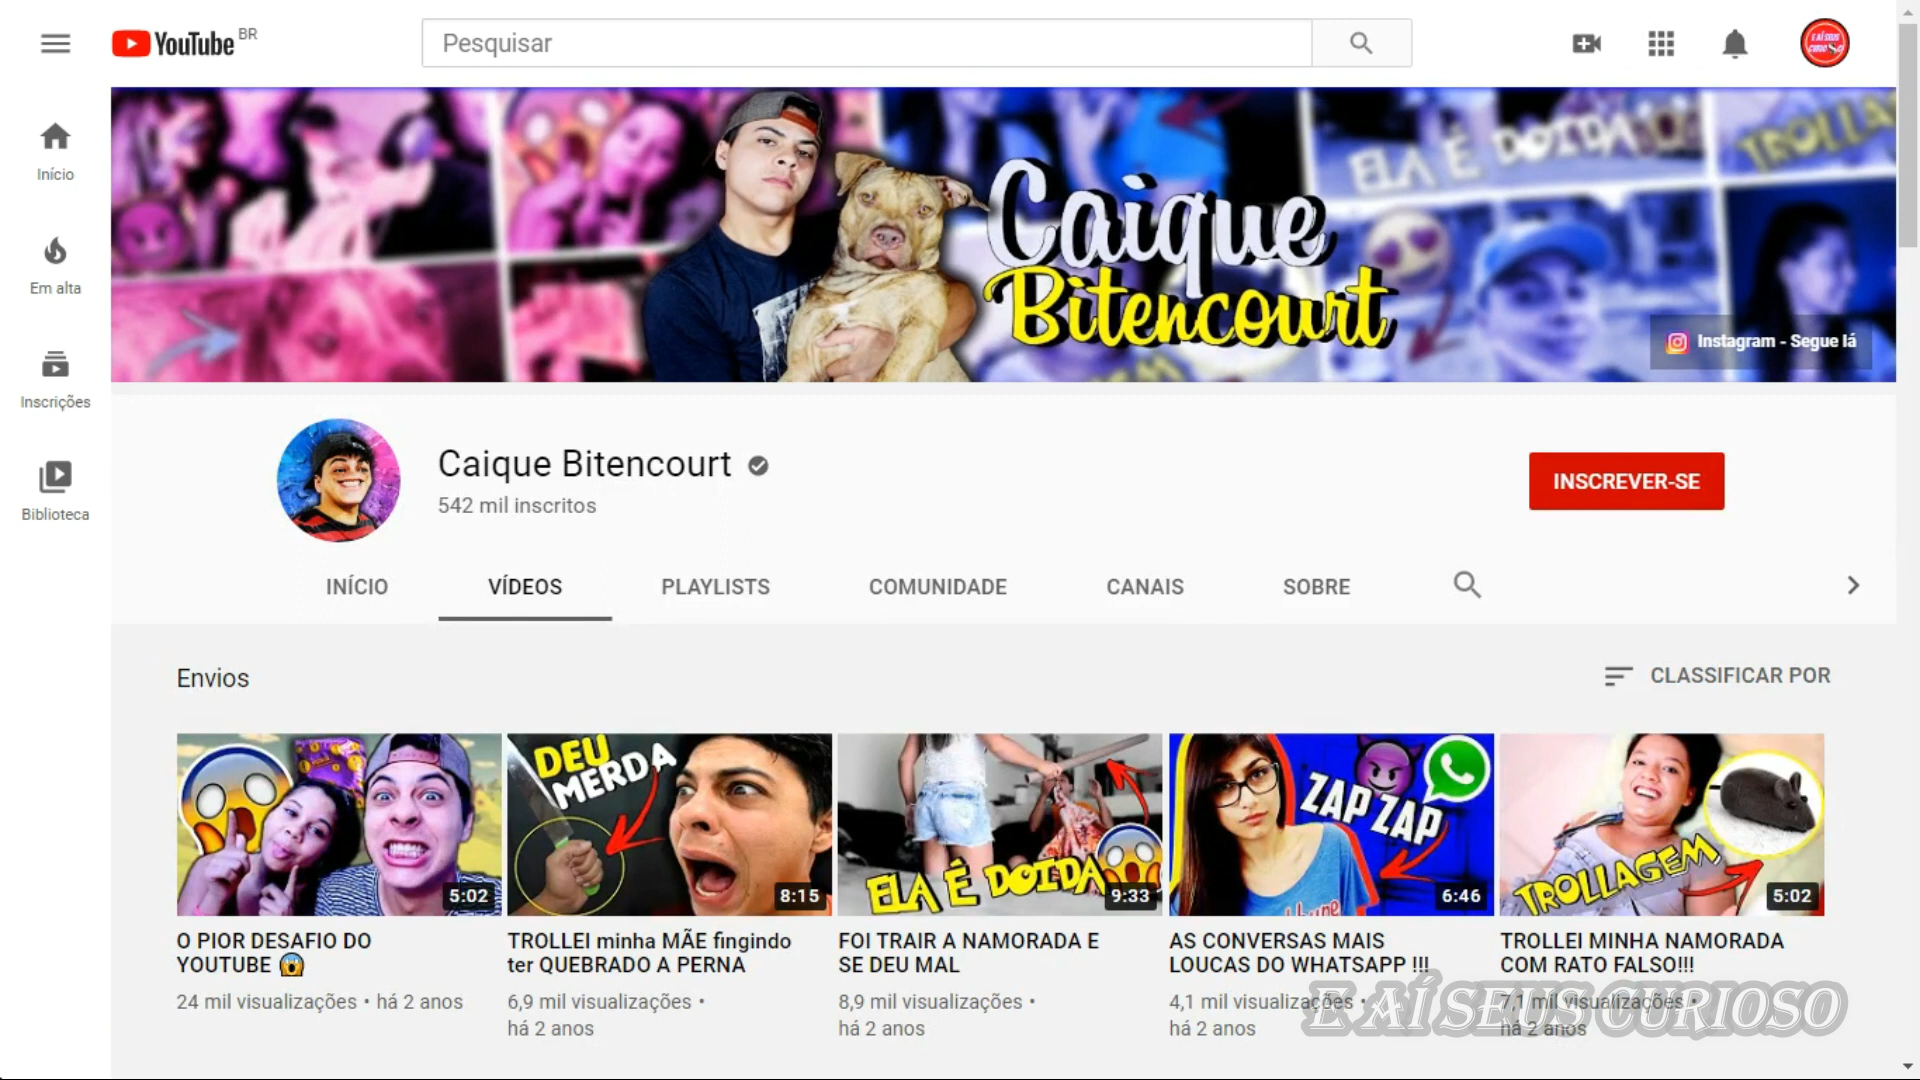 YouTube BR
Pesquisar
E AÍ SEUS
CURIOSO
Início
Em alta
Inscrições
Biblioteca
ELA É DOIDA
TROLLA
Caique
Bitencourt
Instagram - Segue lá
Caique Bitencourt
542 mil inscritos
INSCREVER-SE
INÍCIO VÍDEOS PLAYLISTS COMUNIDADE CANAIS SOBRE
Envios
CLASSIFICAR POR
5:02
DEU
MERDA
8:15
ELA É DOIDA
9:33
ZAP ZAP
6:46
TROLLAGEM
5:02
O PIOR DESAFIO DO
YOUTUBE 😱
24 mil visualizações • há 2 anos
TROLLEI minha MÃE fingindo
ter QUEBRADO A PERNA
6,9 mil visualizações •
há 2 anos
FOI TRAIR A NAMORADA E
SE DEU MAL
8,9 mil visualizações •
há 2 anos
AS CONVERSAS MAIS
LOUCAS DO WHATSAPP !!!
4,1 mil visualizações •
há 2 anos
TROLLEI MINHA NAMORADA
COM RATO FALSO!!!
7,1 mil visualizações •
há 2 anos
E AÍ SEUS CURIOSO